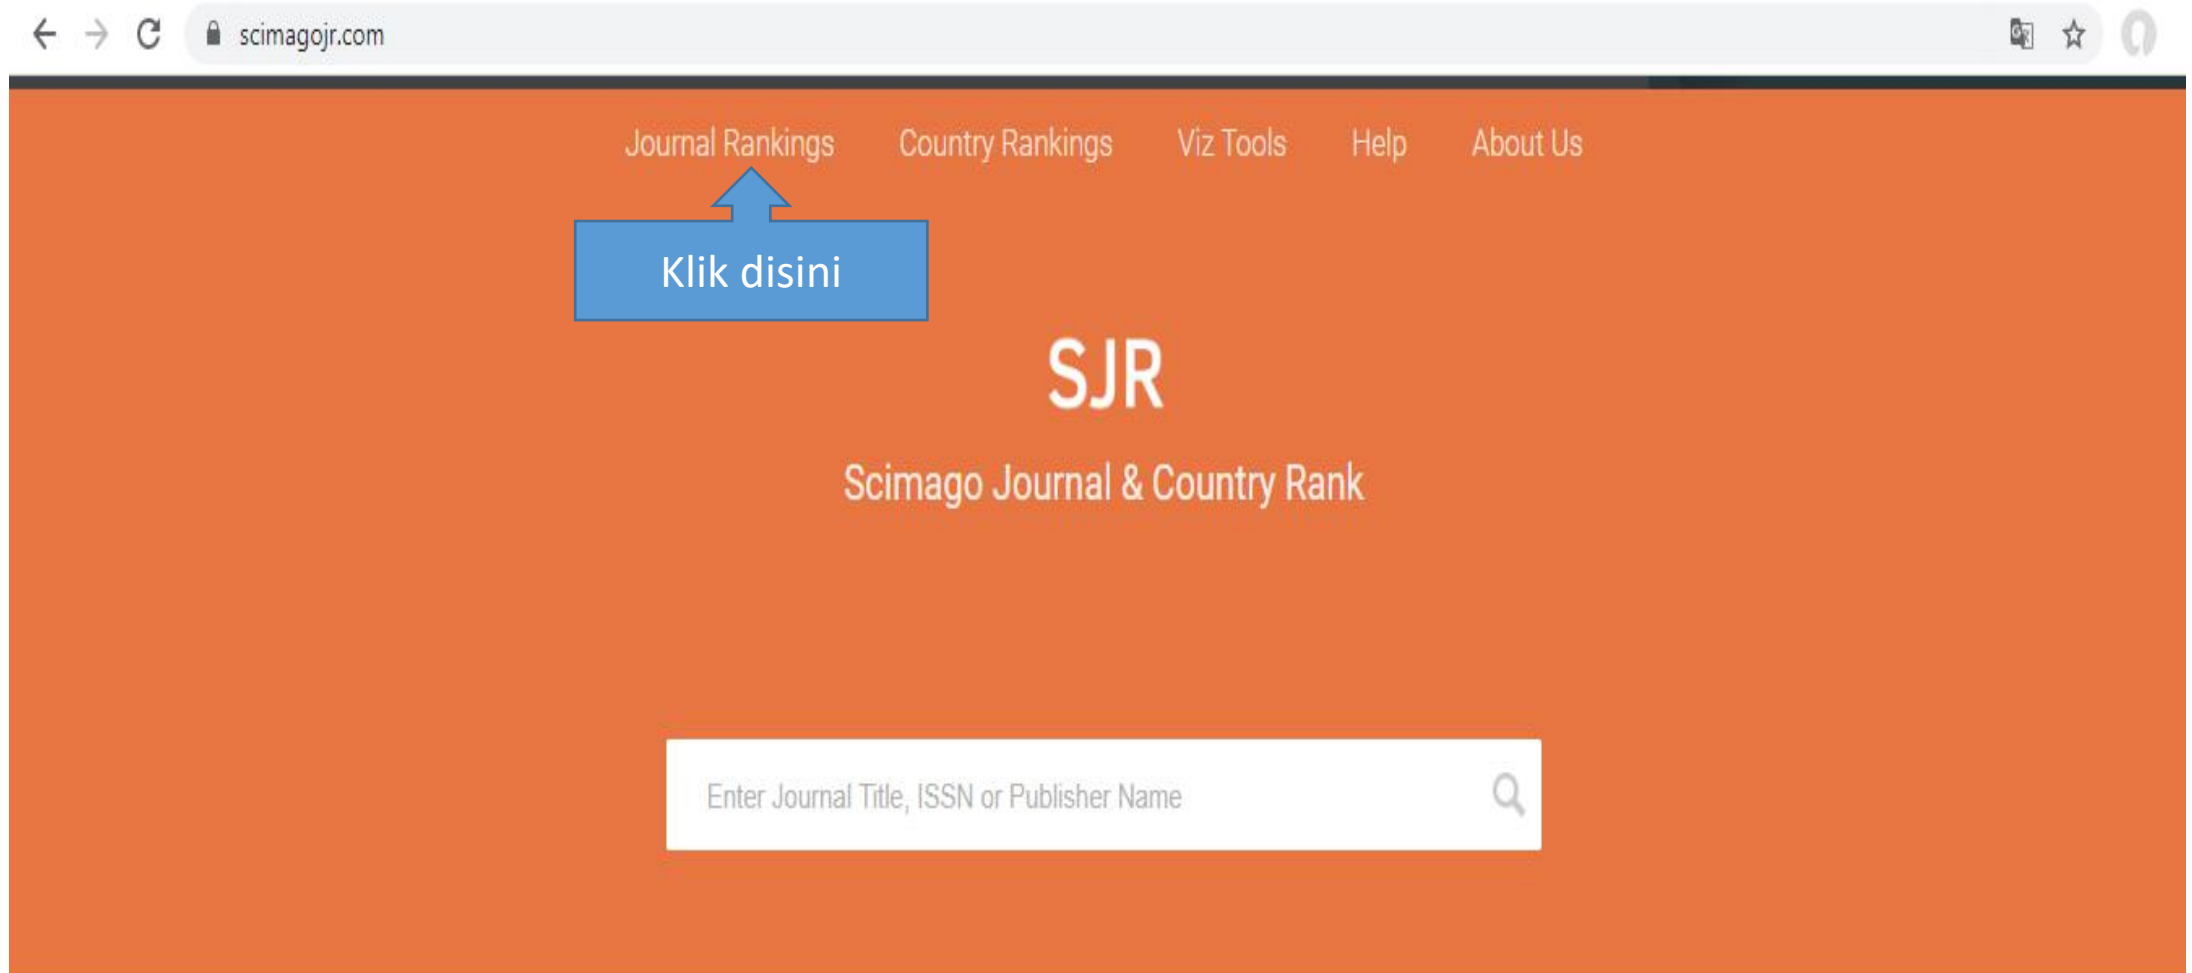 scimagojr.com
Journal Rankings Country Rankings Viz Tools Help About Us
Klik disini
SJR
Scimago Journal & Country Rank
Enter Journal Title, ISSN or Publisher Name